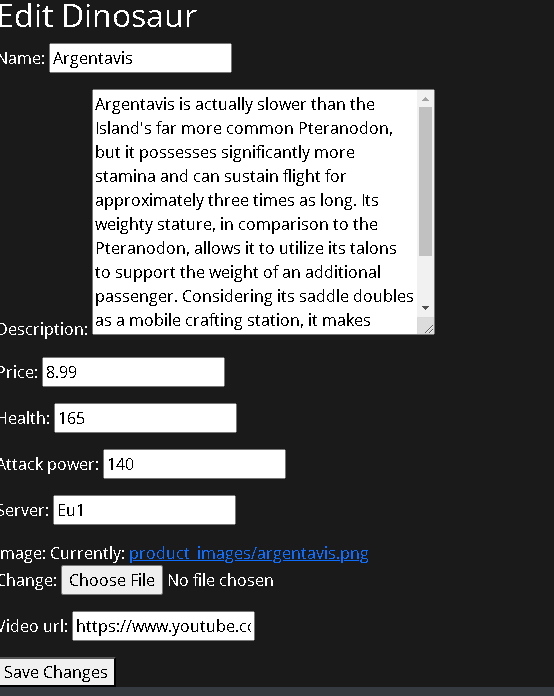 Edit Dinosaur
Name: Argentavis
Argentavis is actually slower than the
Island's far more common Pteranodon,
but it possesses significantly more
stamina and can sustain flight for
approximately three times as long. Its
weighty stature, in comparison to the
Pteranodon, allows it to utilize its talons
to support the weight of an additional
passenger. Considering its saddle doubles
as a mobile crafting station, it makes
Description:
Price: 8.99
Health: 165
Attack power: 140
Server: Eu1
Image: Currently: product_images/argentavis.png
Change: Choose File No file chosen
Video url: https://www.youtube.co
Save Changes